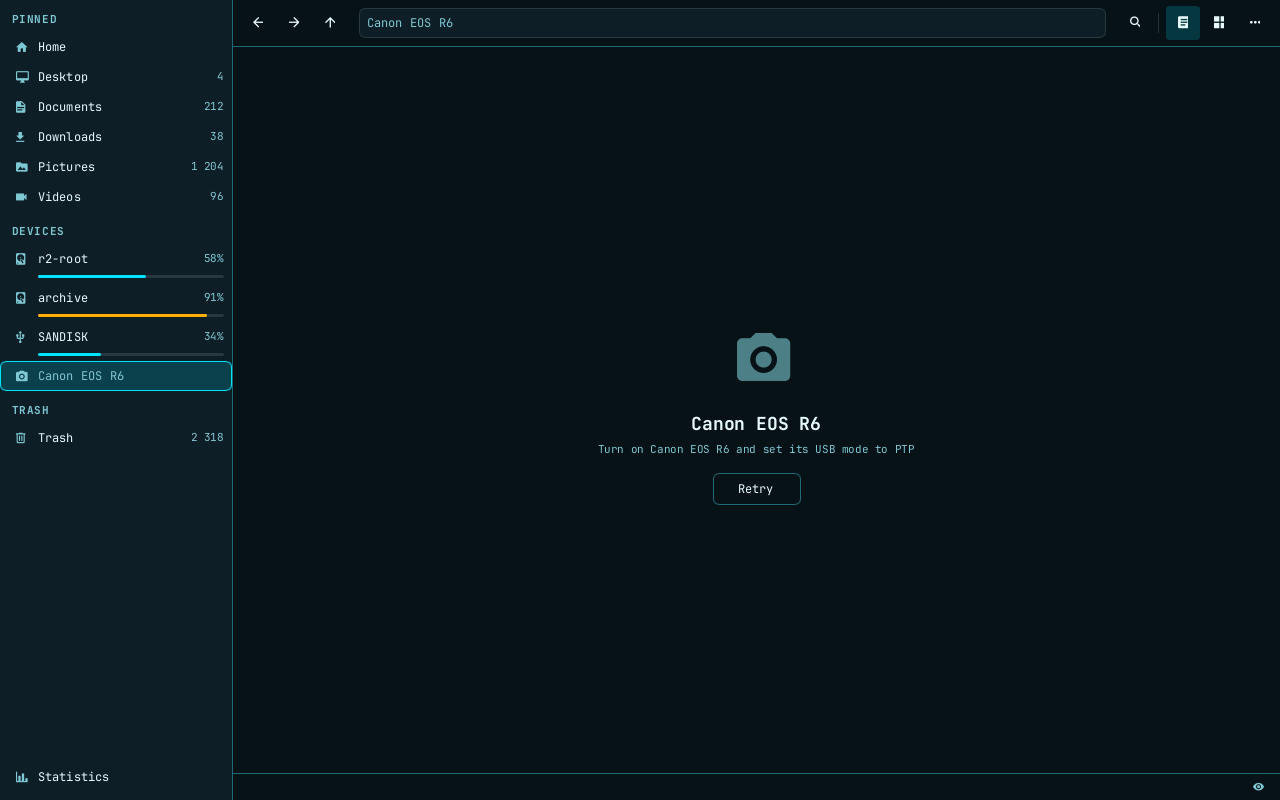 PINNED
Home
Desktop 4
Documents 212
Downloads 38
Pictures 1 204
Videos 96
DEVICES
r2-root 58%
archive 91%
SANDISK 34%
Canon EOS R6
TRASH
Trash 2 318
Statistics
Canon EOS R6
Canon EOS R6
Turn on Canon EOS R6 and set its USB mode to PTP
Retry